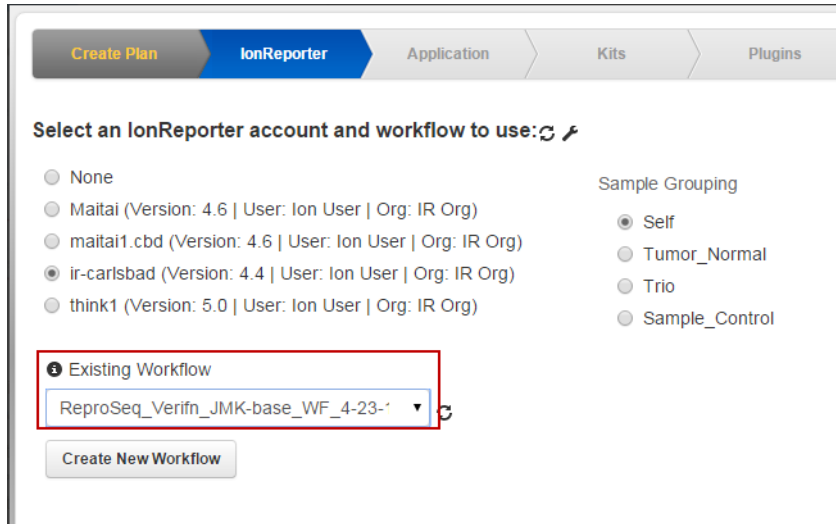 Create Plan
IonReporter
Application
Kits
Plugins
Select an IonReporter account and workflow to use:
None
Maitai (Version: 4.6 | User: Ion User | Org: IR Org)
maitai1.cbd (Version: 4.6 | User: Ion User | Org: IR Org)
ir-carlsbad (Version: 4.4 | User: Ion User | Org: IR Org)
think1 (Version: 5.0 | User: Ion User | Org: IR Org)
Sample Grouping
Self
Tumor_Normal
Trio
Sample_Control
Existing Workflow
ReproSeq_Verifn_JMK-base_WF_4-23-1
Create New Workflow